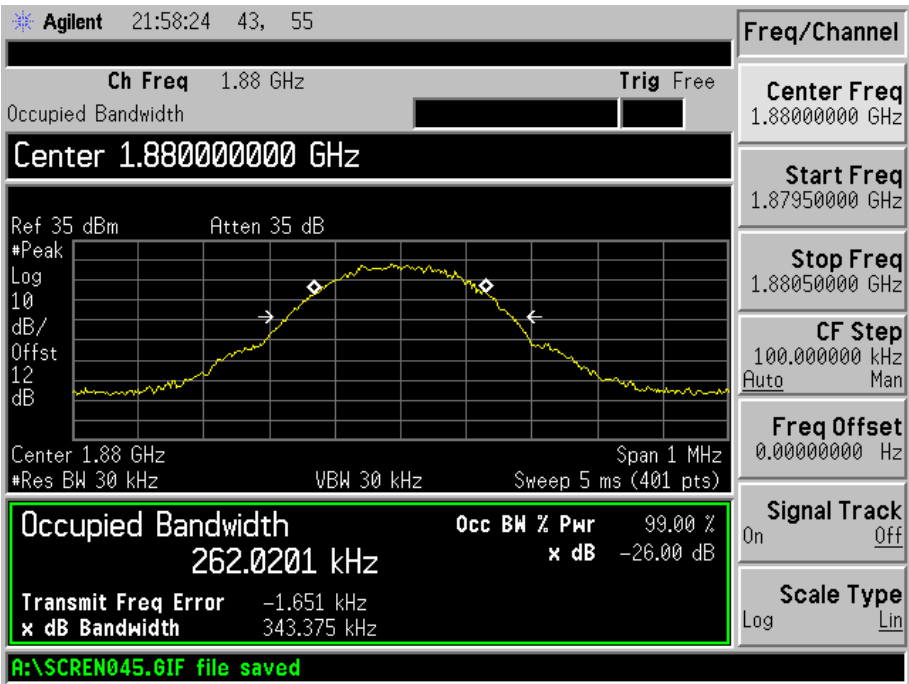 Agilent 21:58:24 43, 55
Freq/Channel
Ch Freq 1.88 GHz Trig Free
Occupied Bandwidth
Center 1.880000000 GHz
Ref 35 dBm Atten 35 dB
#Peak
Log
10
dB/
Offst
12
dB
Center 1.88 GHz Span 1 MHz
#Res BW 30 kHz VBW 30 kHz Sweep 5 ms (401 pts)
Occupied Bandwidth
262.0201 kHz
Occ BW % Pwr 99.00 %
x dB -26.00 dB
Transmit Freq Error -1.651 kHz
x dB Bandwidth 343.375 kHz
A:\SCREN045.GIF file saved
Center Freq
1.88000000 GHz
Start Freq
1.87950000 GHz
Stop Freq
1.88050000 GHz
CF Step
100.000000 kHz
Auto Man
Freq Offset
0.00000000 Hz
Signal Track
On Off
Scale Type
Log Lin